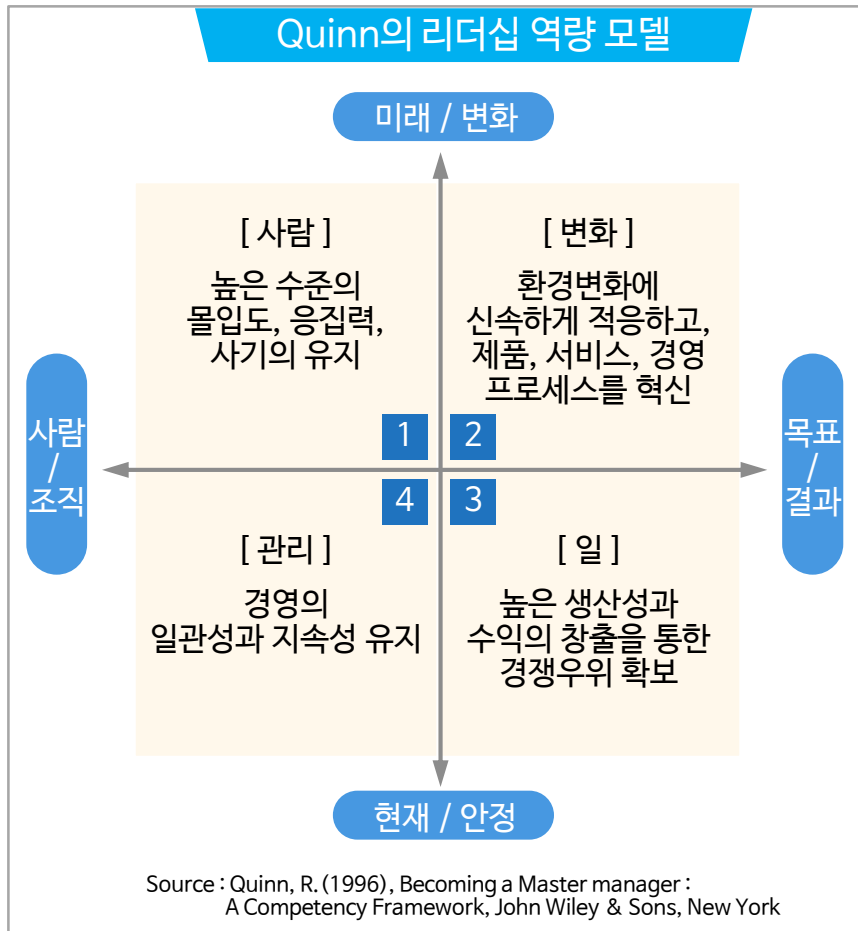 Quinn의 리더십 역량 모델
미래 / 변화
[ 사람 ]
높은 수준의
몰입도, 응집력,
사기의 유지
[ 변화 ]
환경변화에
신속하게 적응하고,
제품, 서비스, 경영
프로세스를 혁신
사람
/
조직
1
2
4
3
목표
/
결과
[ 관리 ]
경영의
일관성과 지속성 유지
[ 일 ]
높은 생산성과
수익의 창출을 통한
경쟁우위 확보
현재 / 안정
Source : Quinn, R. (1996), Becoming a Master manager :
A Competency Framework, John Wiley & Sons, New York